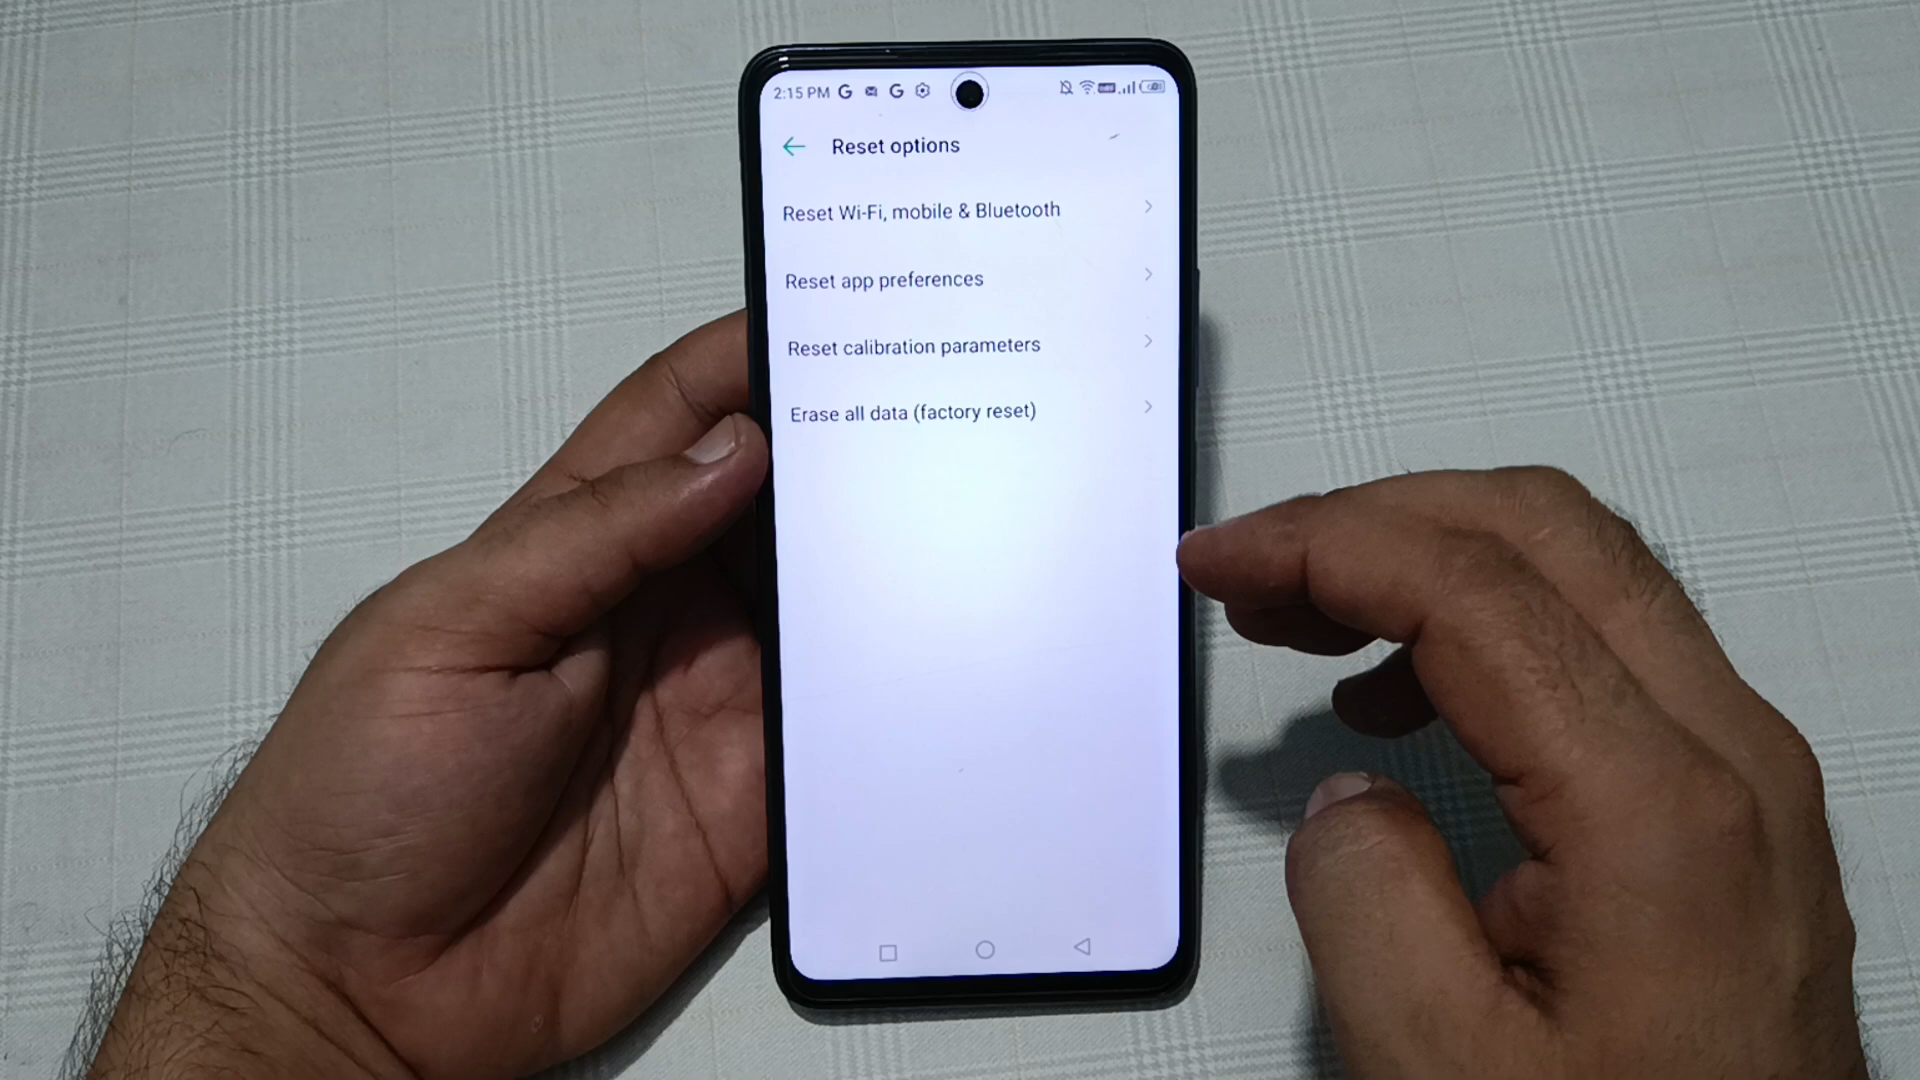 2:15 PM G G
Reset options
Reset Wi-Fi, mobile & Bluetooth
Reset app preferences
Reset calibration parameters
Erase all data (factory reset)